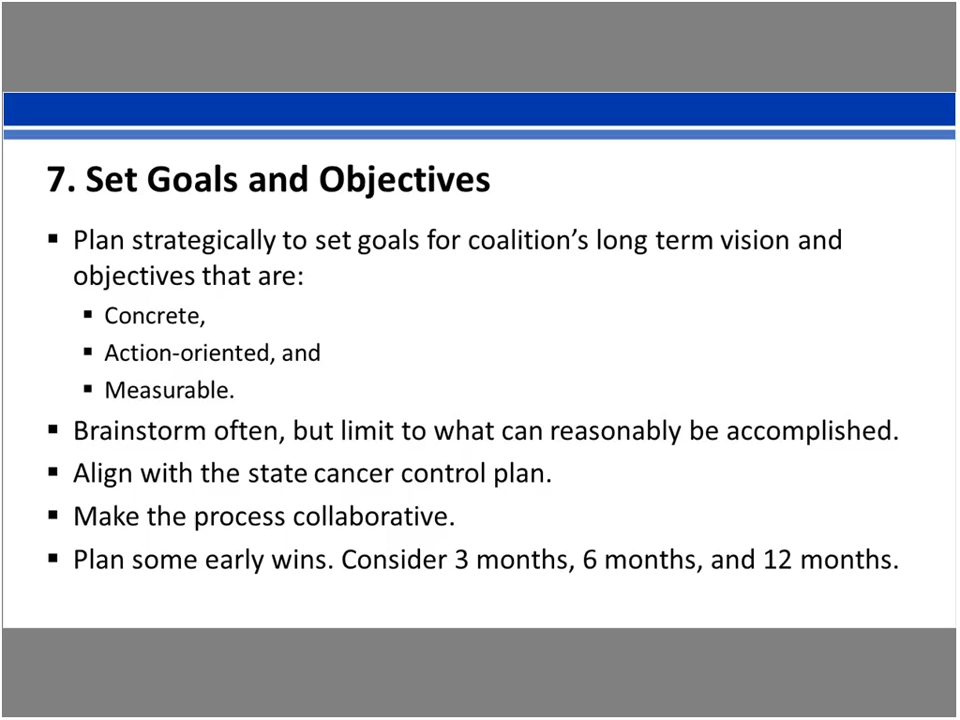 7. Set Goals and Objectives
▪ Plan strategically to set goals for coalition’s long term vision and
objectives that are:
▪ Concrete,
▪ Action-oriented, and
▪ Measurable.
▪ Brainstorm often, but limit to what can reasonably be accomplished.
▪ Align with the state cancer control plan.
▪ Make the process collaborative.
▪ Plan some early wins. Consider 3 months, 6 months, and 12 months.